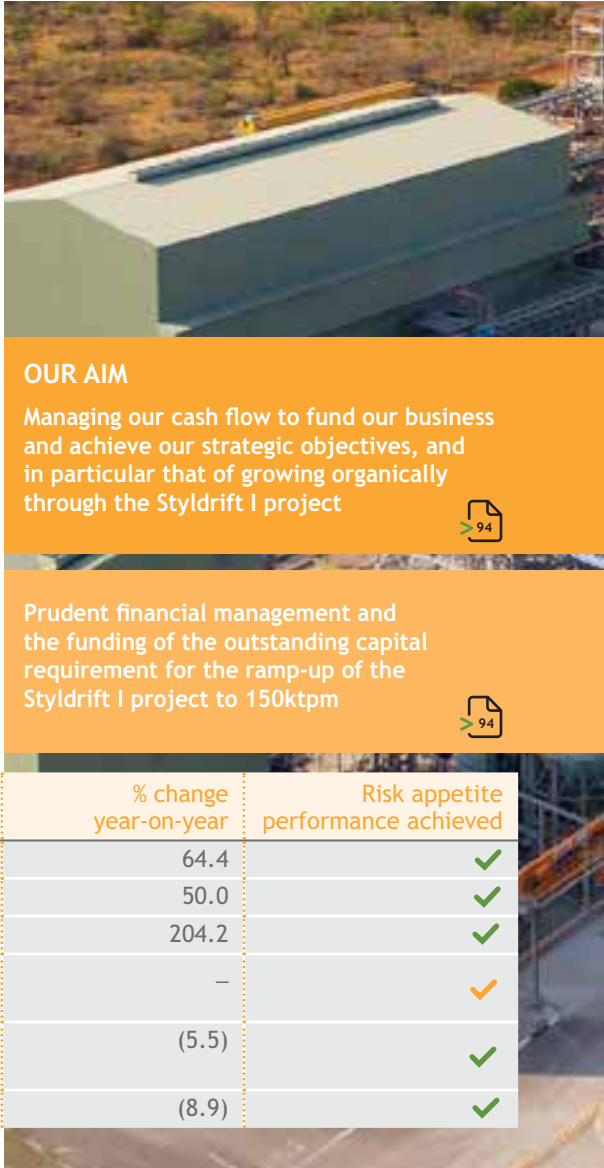 OUR AIM
Managing our cash flow to fund our business
and achieve our strategic objectives, and
in particular that of growing organically
through the Styldrift I project
> 94
Prudent financial management and
the funding of the outstanding capital
requirement for the ramp-up of the
Styldrift I project to 150ktpm
> 94
% change
year-on-year
Risk appetite
performance achieved
64.4
50.0
204.2
–
(5.5)
(8.9)